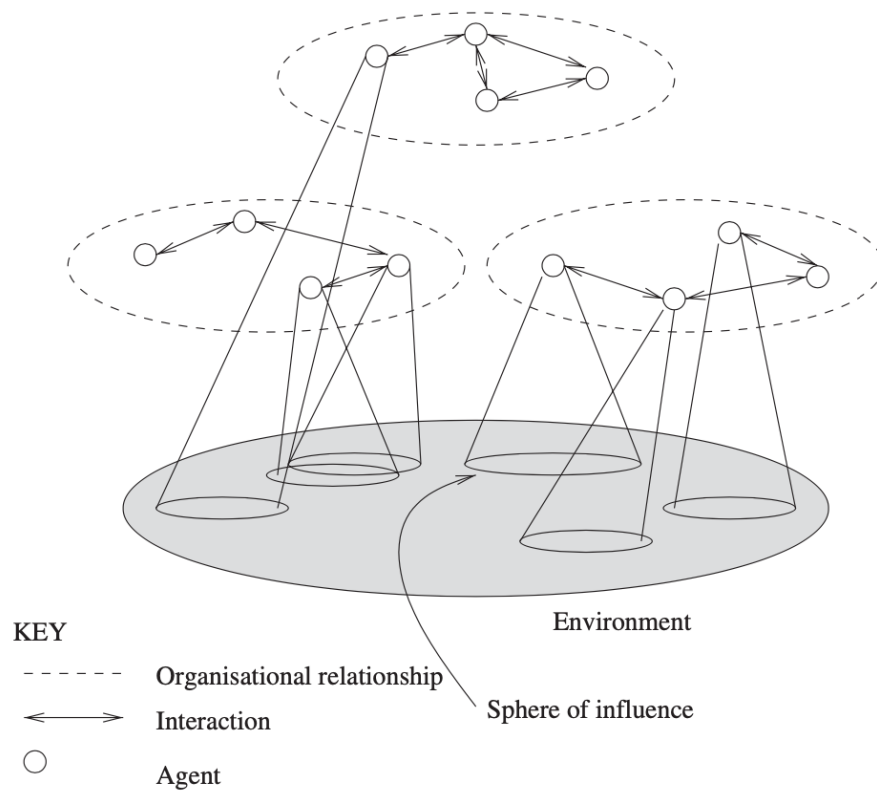 Environment
KEY
Organisational relationship
Sphere of influence
Interaction
Agent